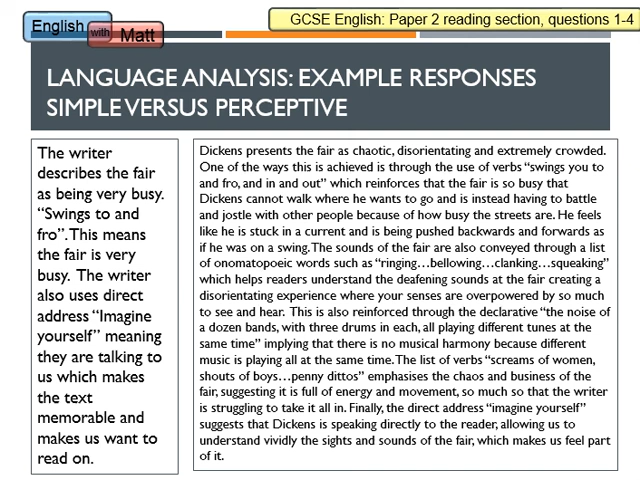 English with Matt
GCSE English: Paper 2 reading section, questions 1-4
LANGUAGE ANALYSIS: EXAMPLE RESPONSES
SIMPLE VERSUS PERCEPTIVE
The writer
describes the fair
as being very busy.
“Swings to and
fro”. This means
the fair is very
busy. The writer
also uses direct
address “Imagine
yourself” meaning
they are talking to
us which makes
the text
memorable and
makes us want to
read on.
Dickens presents the fair as chaotic, disorientating and extremely crowded.
One of the ways this is achieved is through the use of verbs “swings you to
and fro, and in and out” which reinforces that the fair is so busy that
Dickens cannot walk where he wants to go and is instead having to battle
and jostle with other people because of how busy the streets are. He feels
like he is stuck in a current and is being pushed backwards and forwards as
if he was on a swing. The sounds of the fair are also conveyed through a list
of onomatopoeic words such as “ringing…bellowing…clanking…squeaking”
which helps readers understand the deafening sounds at the fair creating a
disorientating experience where your senses are overpowered by so much
to see and hear. This is also reinforced through the declarative “the noise of
a dozen bands, with three drums in each, all playing different tunes at the
same time” implying that there is no musical harmony because different
music is playing all at the same time. The list of verbs “screams of women,
shouts of boys…penny dittos” emphasises the chaos and business of the
fair, suggesting it is full of energy and movement, so much so that the writer
is struggling to take it all in. Finally, the direct address “imagine yourself”
suggests that Dickens is speaking directly to the reader, allowing us to
understand vividly the sights and sounds of the fair, which makes us feel part
of it.